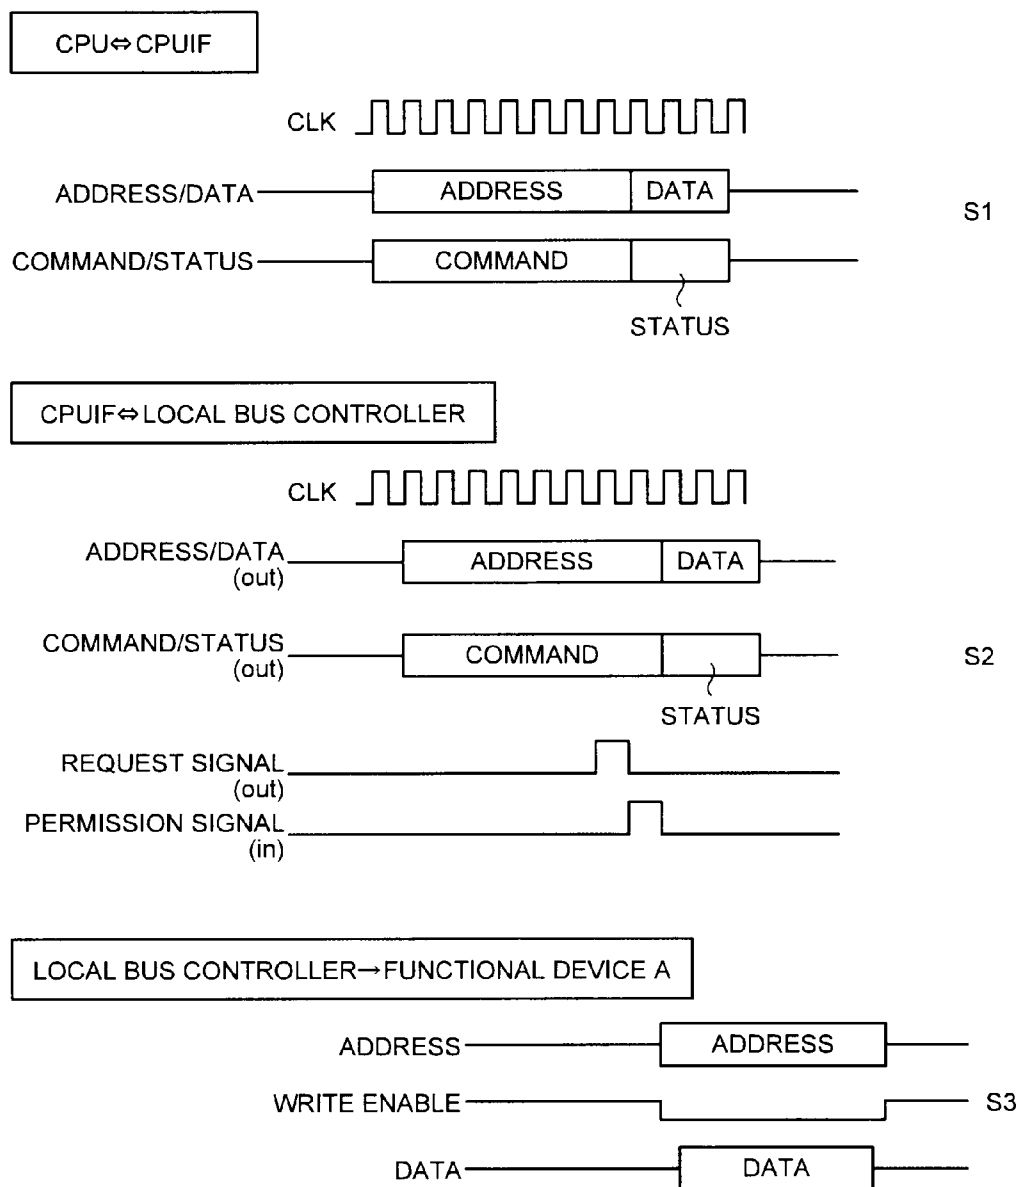 CPU⇔CPUIF
CLK
ADDRESS/DATA
ADDRESS
DATA
S1
COMMAND/STATUS
COMMAND
STATUS
CPUIF⇔LOCAL BUS CONTROLLER
CLK
ADDRESS/DATA
(out)
ADDRESS
DATA
COMMAND/STATUS
(out)
COMMAND
S2
STATUS
REQUEST SIGNAL
(out)
PERMISSION SIGNAL
(in)
LOCAL BUS CONTROLLER→FUNCTIONAL DEVICE A
ADDRESS
ADDRESS
WRITE ENABLE
S3
DATA
DATA